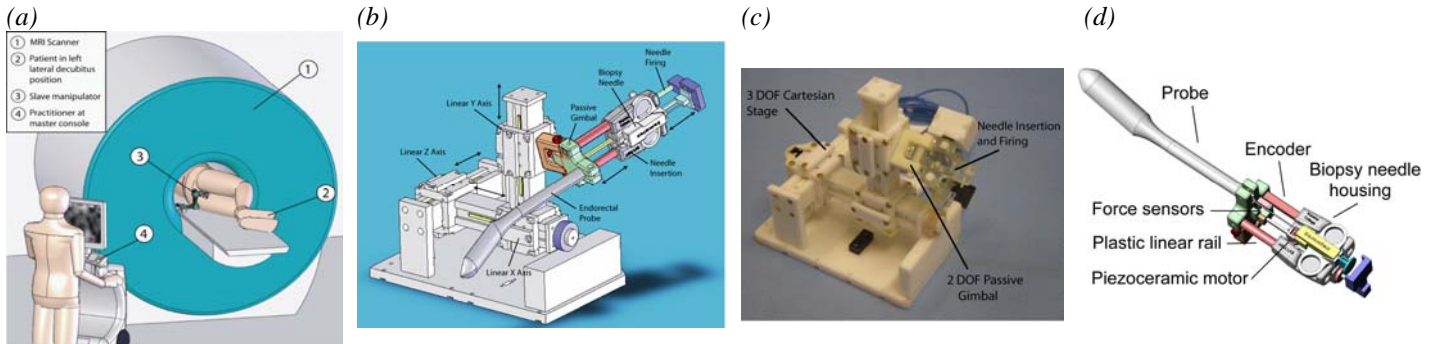 (a)
1 MRI Scanner
2 Patient in left
lateral decubitus
position
3 Slave manipulator
4 Practitioner at
master console
1
3
2
4
(b)
Needle
Firing
Biopsy
Needle
Linear Y Axis
Passive
Gimbal
Linear Z Axis
Needle
Insertion
Endorectal
Probe
Linear X Axis
(c)
3 DOF Cartesian
Stage
Needle Insertion
and Firing
2 DOF Passive
Gimbal
(d)
Probe
Encoder
Biopsy needle
housing
Force sensors
Plastic linear rail
Piezoceramic motor